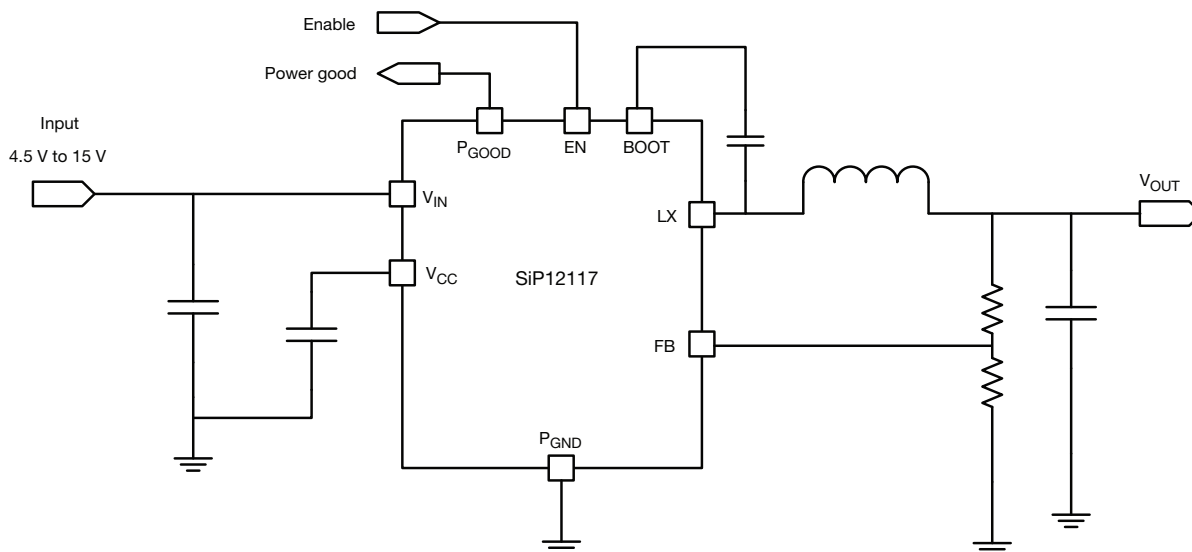 Enable
Power good
Input
4.5 V to 15 V
PGOOD
EN
BOOT
VIN
LX
VOUT
VCC
SiP12117
FB
PGND